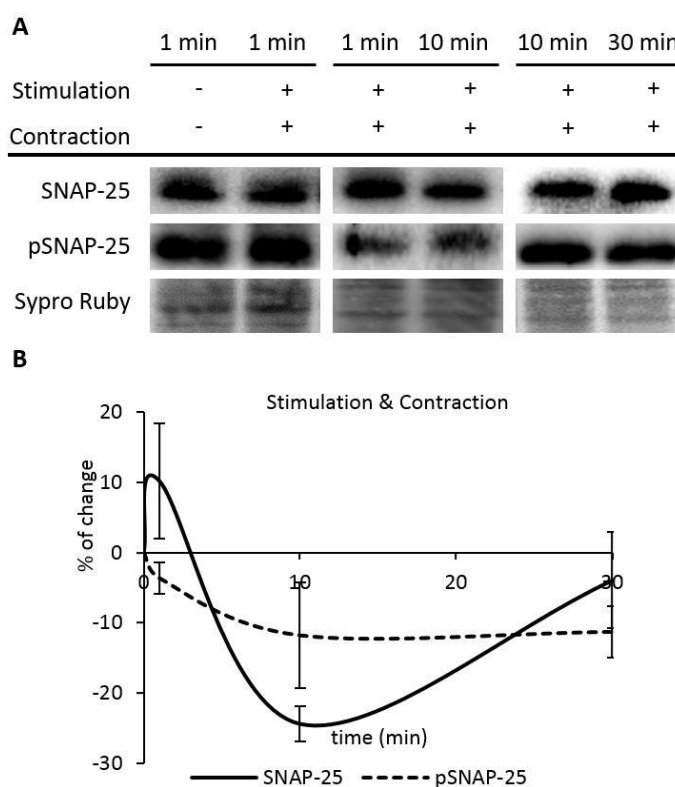 A
1 min 1 min 1 min 10 min 10 min 30 min
Stimulation - + + + + +
Contraction - + + + + +
SNAP-25
pSNAP-25
Sypro Ruby
B
Stimulation & Contraction
20
10
0
-10
-20
-30
% of change
0 10 20 30
time (min)
SNAP-25 pSNAP-25